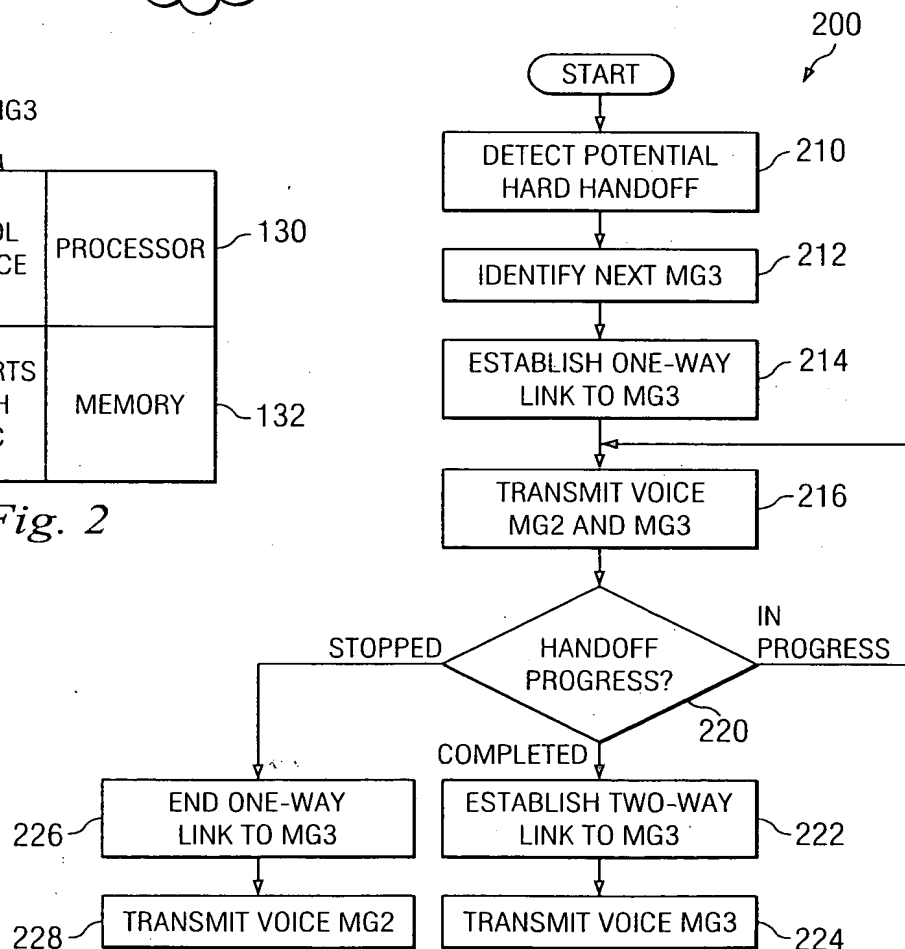 200
START
MG3
DETECT POTENTIAL
HARD HANDOFF
210
PROCESSOR
130
IDENTIFY NEXT MG3
212
ESTABLISH ONE-WAY
LINK TO MG3
214
MEMORY
132
TRANSMIT VOICE
MG2 AND MG3
216
Fig. 2
HANDOFF
PROGRESS?
220
STOPPED
IN
PROGRESS
COMPLETED
END ONE-WAY
LINK TO MG3
226
ESTABLISH TWO-WAY
LINK TO MG3
222
TRANSMIT VOICE MG2
228
TRANSMIT VOICE MG3
224